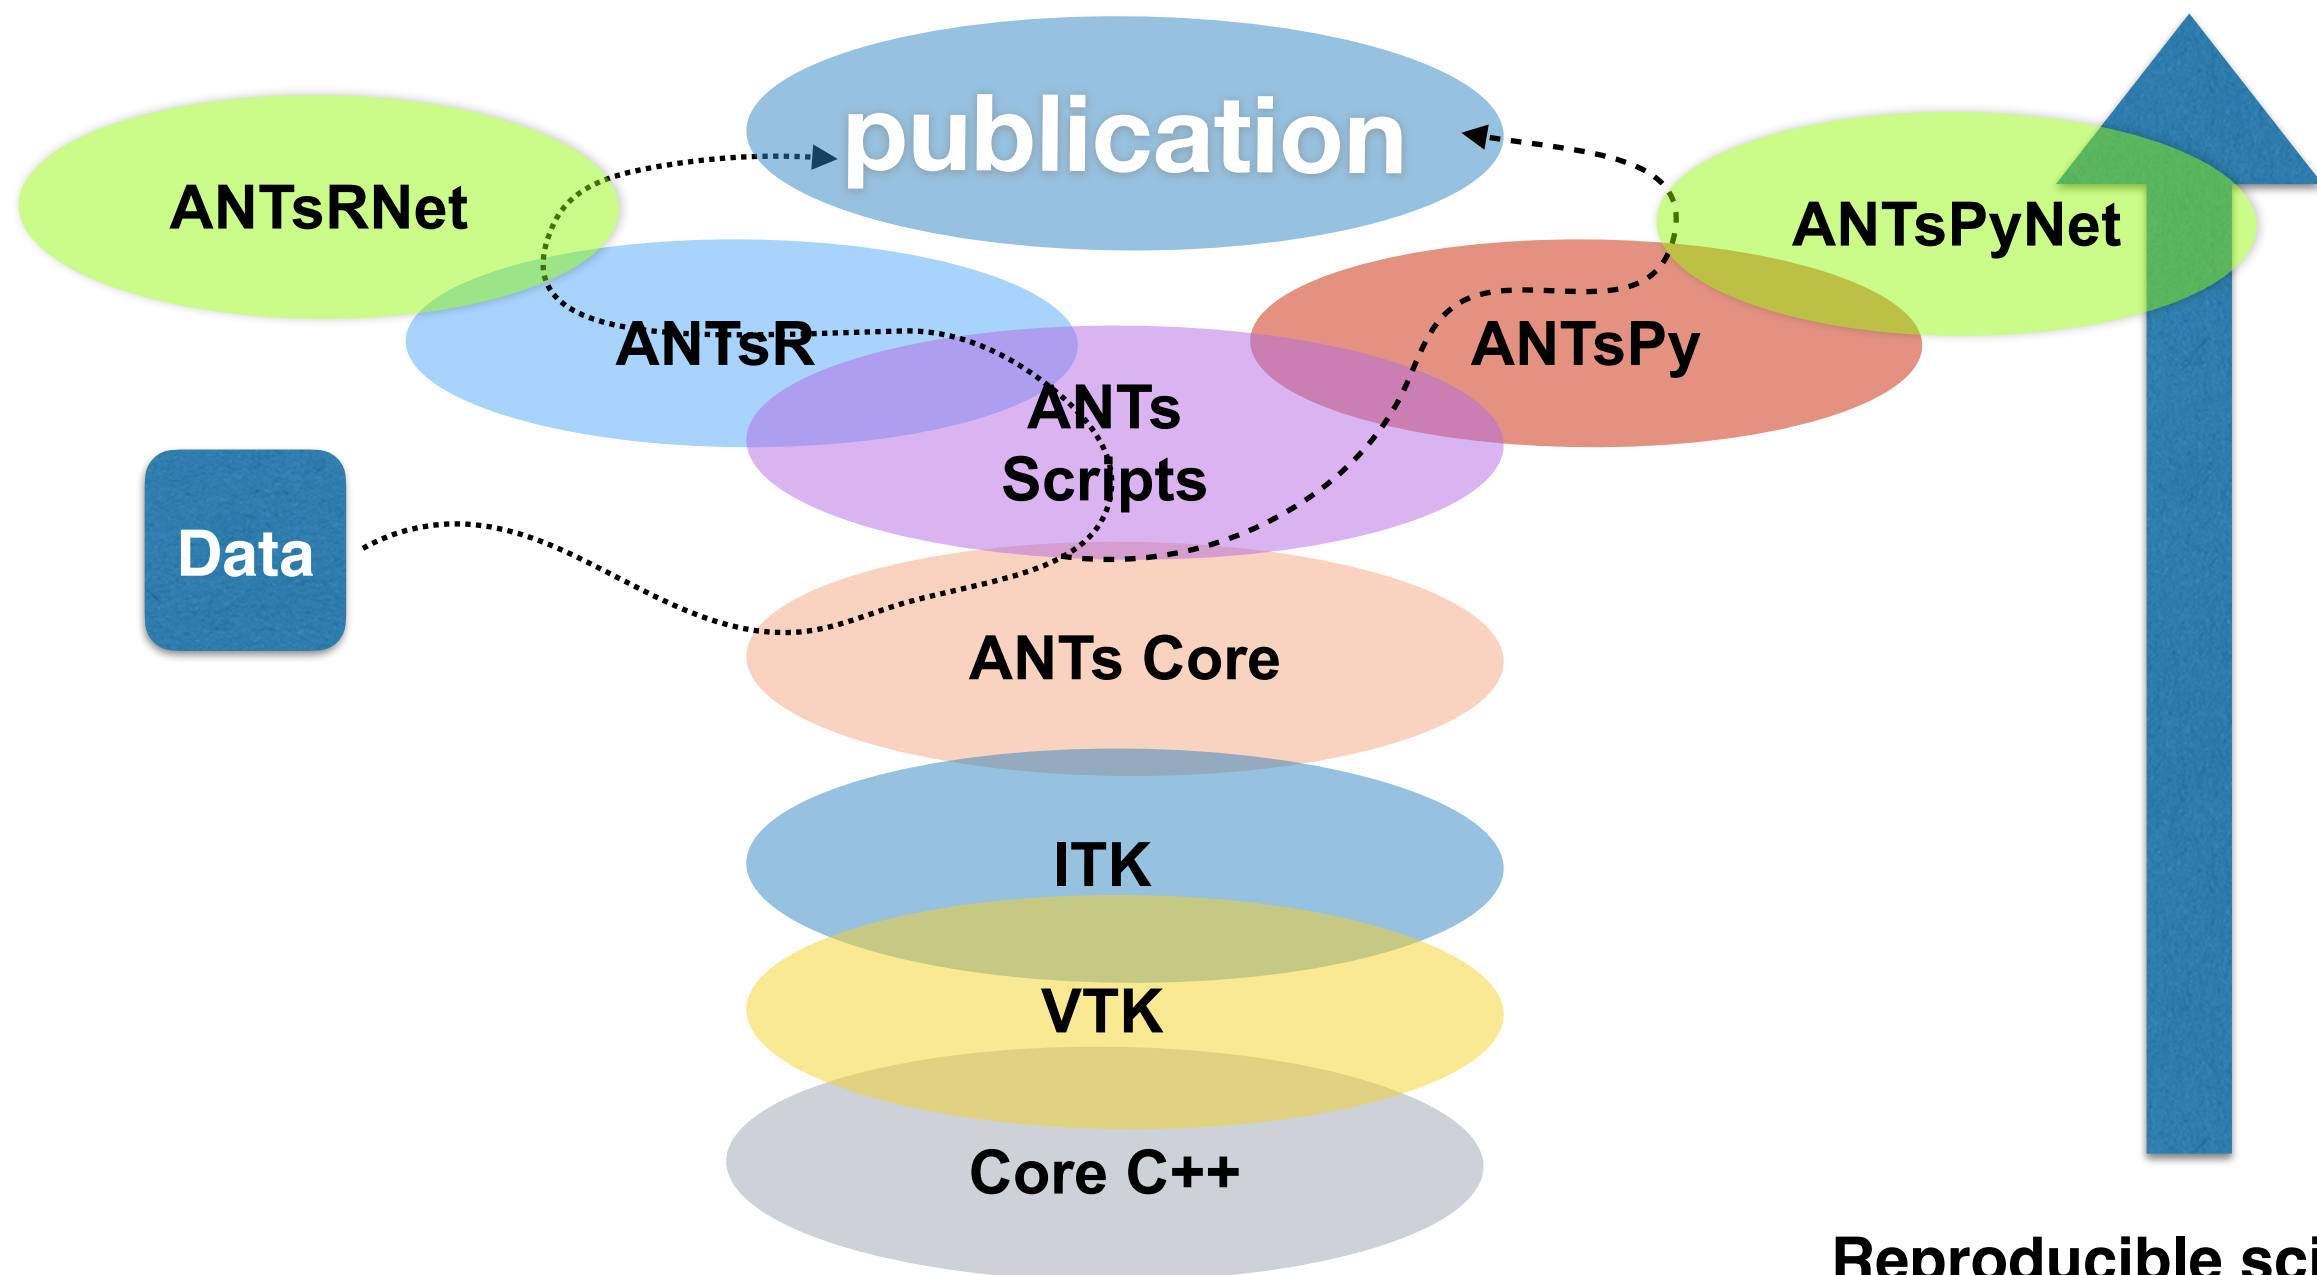 publication
ANTsRNet
ANTsPyNet
ANTsR
ANTsPy
ANTs
Scripts
Data
ANTs Core
ITK
VTK
Core C++
Reproducible